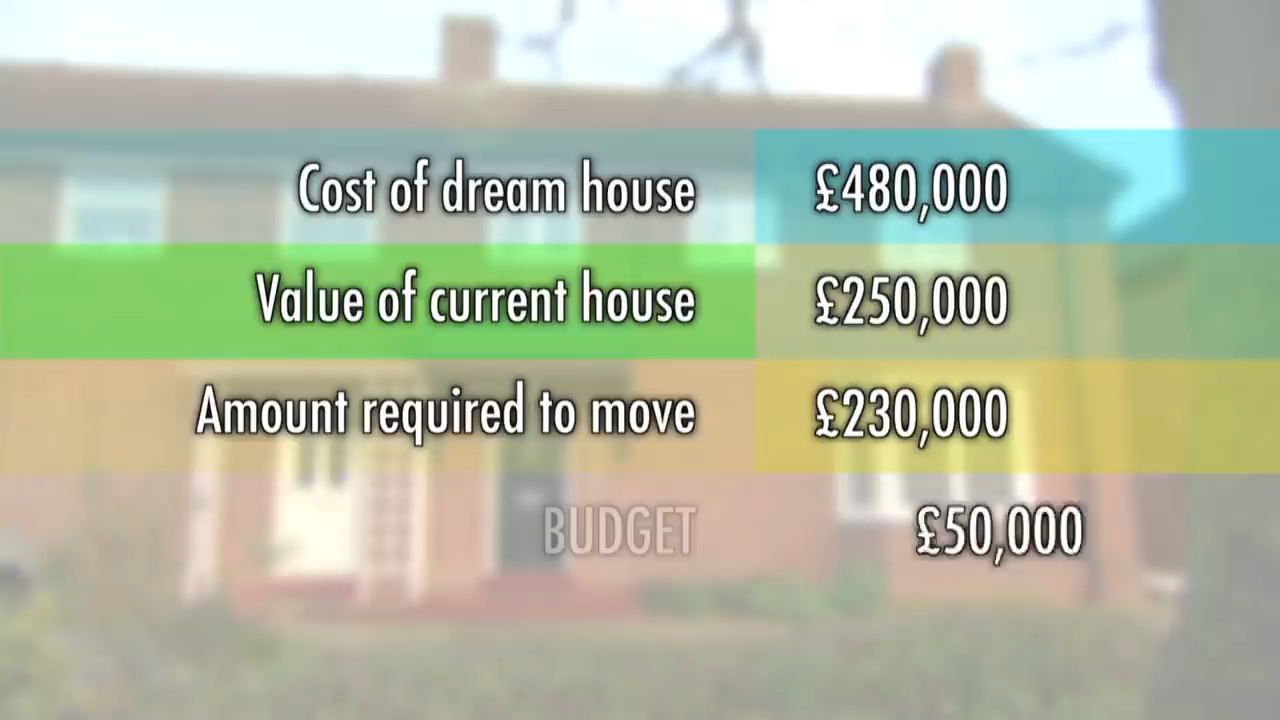 Cost of dream house £480,000
Value of current house £250,000
Amount required to move £230,000
BUDGET £50,000